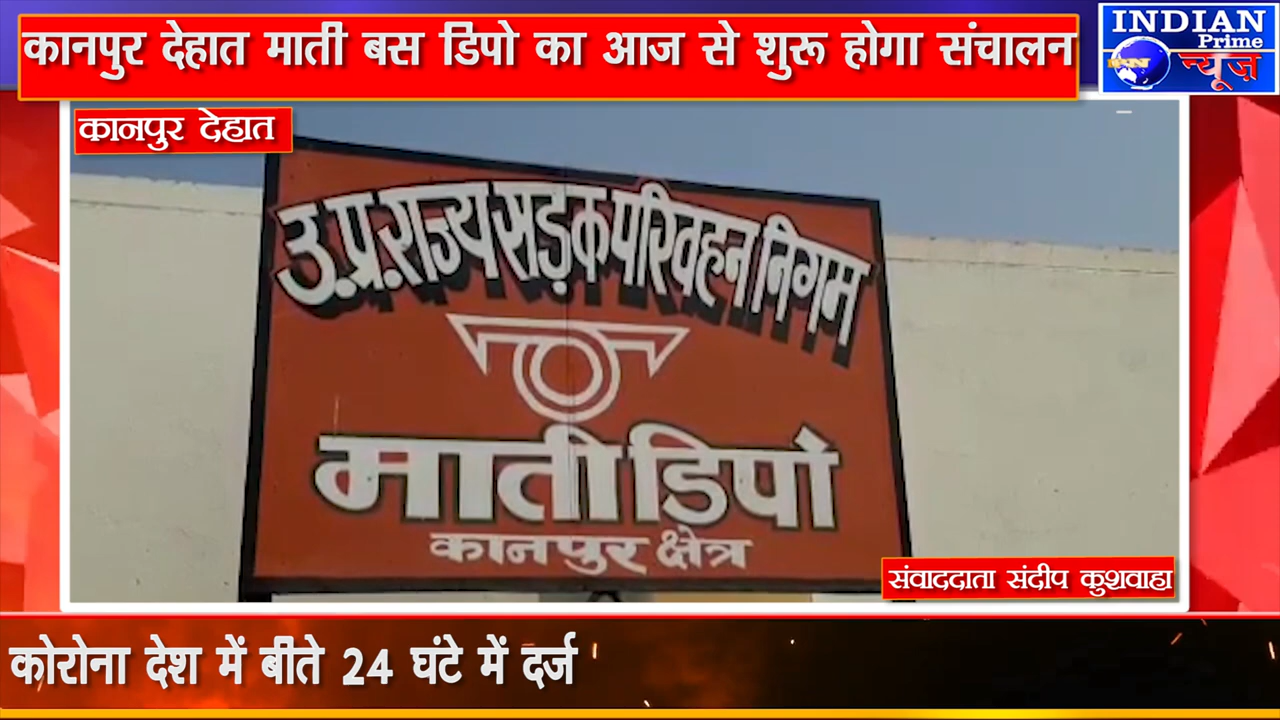 कानपुर देहात माती बस डिपो का आज से शुरू होगा संचालन
INDIAN
Prime
न्यूज़
कानपुर देहात
उ.प्र.राज्य सड़क परिवहन निगम
माती डिपो
कानपुर क्षेत्र
संवाददाता संदीप कुशवाहा
कोरोना देश में बीते 24 घंटे में दर्ज